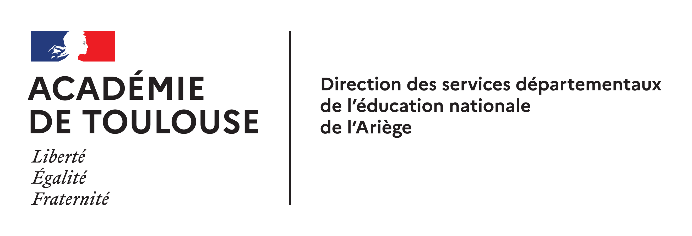 ACADÉMIE
DE TOULOUSE
Liberté
Égalité
Fraternité
Direction des services départementaux
de l'éducation nationale
de l'Ariège